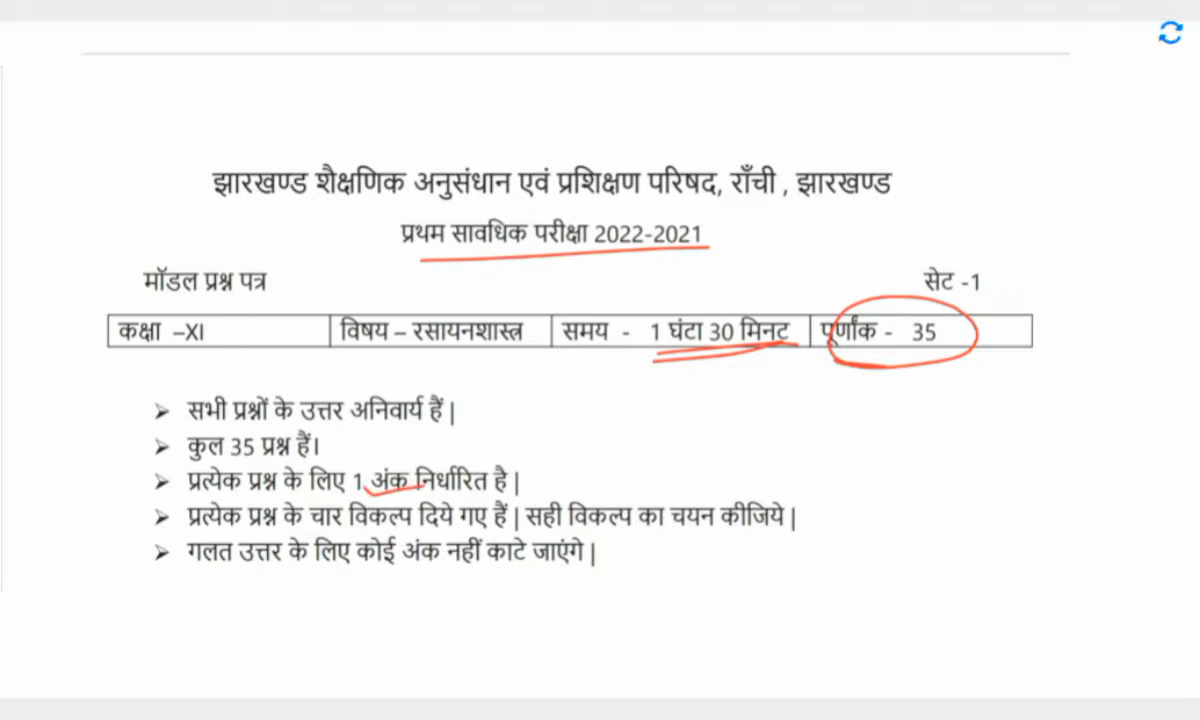 झारखण्ड शैक्षणिक अनुसंधान एवं प्रशिक्षण परिषद, राँची , झारखण्ड
प्रथम सावधिक परीक्षा 2022-2021
मॉडल प्रश्न पत्र सेट -1
कक्षा –XI विषय – रसायनशास्त्र समय - 1 घंटा 30 मिनट पूर्णांक - 35
➢ सभी प्रश्नों के उत्तर अनिवार्य हैं |
➢ कुल 35 प्रश्न हैं।
➢ प्रत्येक प्रश्न के लिए 1 अंक निर्धारित है |
➢ प्रत्येक प्रश्न के चार विकल्प दिये गए हैं | सही विकल्प का चयन कीजिये |
➢ गलत उत्तर के लिए कोई अंक नहीं काटे जाएंगे |